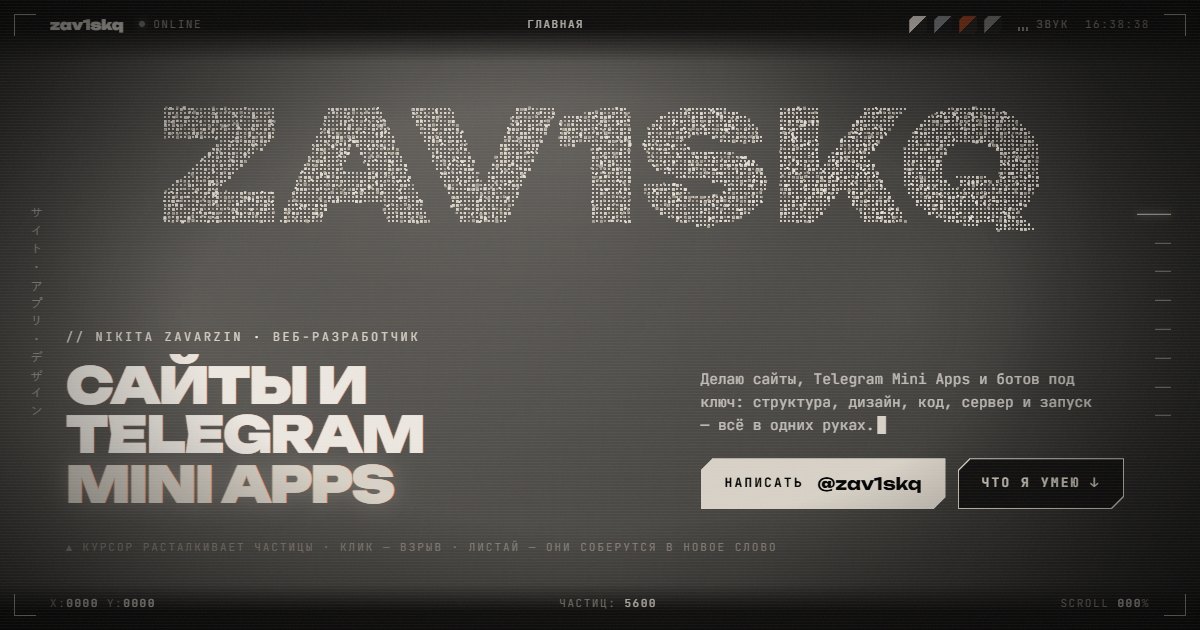 zav1skq
ONLINE
ГЛАВНАЯ
ЗВУК 16:38:38
ZAV1SKQ
サイト・アプリ・デザイン
// NIKITA ZAVARZIN · ВЕБ-РАЗРАБОТЧИК
САЙТЫ И
TELEGRAM
MINI APPS
Делаю сайты, Telegram Mini Apps и ботов под
ключ: структура, дизайн, код, сервер и запуск
— всё в одних руках.
НАПИСАТЬ @zav1skq
ЧТО Я УМЕЮ ↓
▲ КУРСОР РАСТАЛКИВАЕТ ЧАСТИЦЫ · КЛИК — ВЗРЫВ · ЛИСТАЙ — ОНИ СОБЕРУТСЯ В НОВОЕ СЛОВО
X:0000 Y:0000
ЧАСТИЦ: 5600
SCROLL 000%